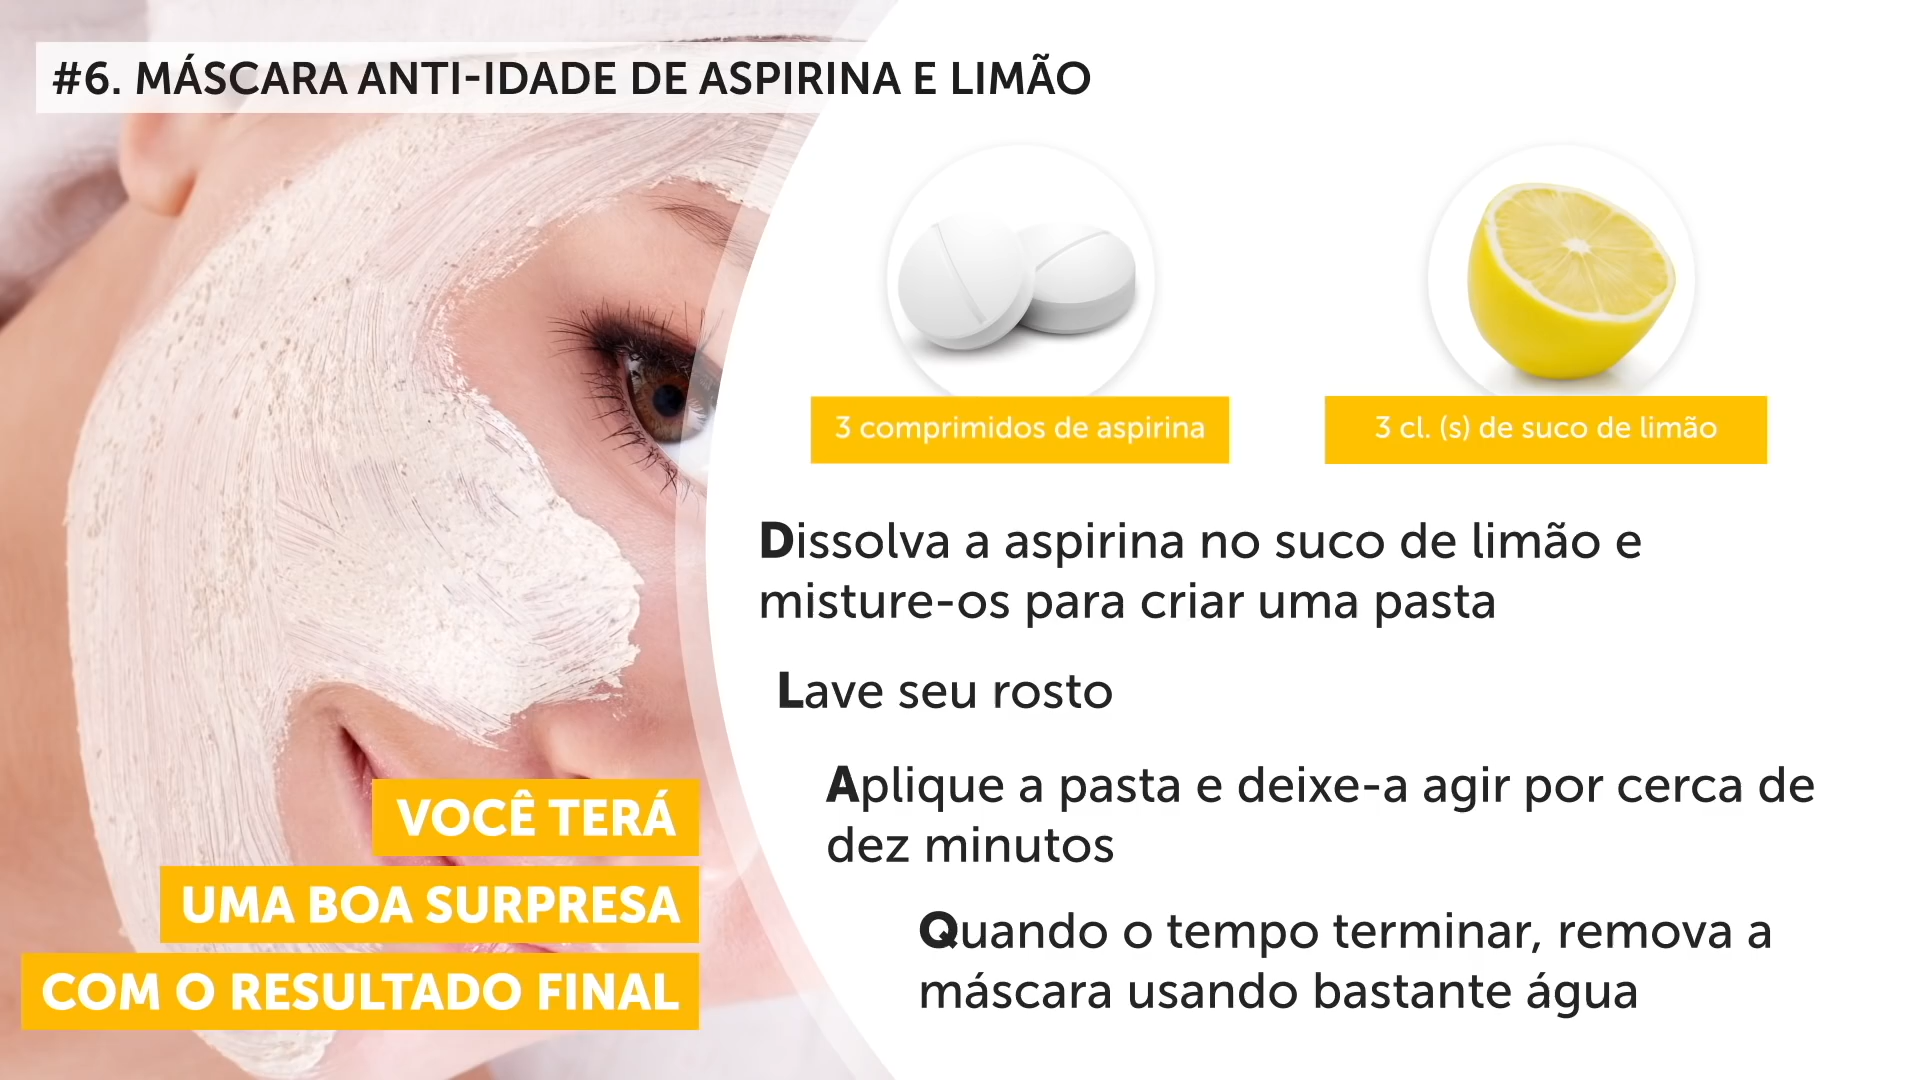 #6. MÁSCARA ANTI-IDADE DE ASPIRINA E LIMÃO
3 comprimidos de aspirina
3 cl. (s) de suco de limão
Dissolva a aspirina no suco de limão e
misture-os para criar uma pasta
Lave seu rosto
Aplique a pasta e deixe-a agir por cerca de
dez minutos
Quando o tempo terminar, remova a
máscara usando bastante água
VOCÊ TERÁ
UMA BOA SURPRESA
COM O RESULTADO FINAL